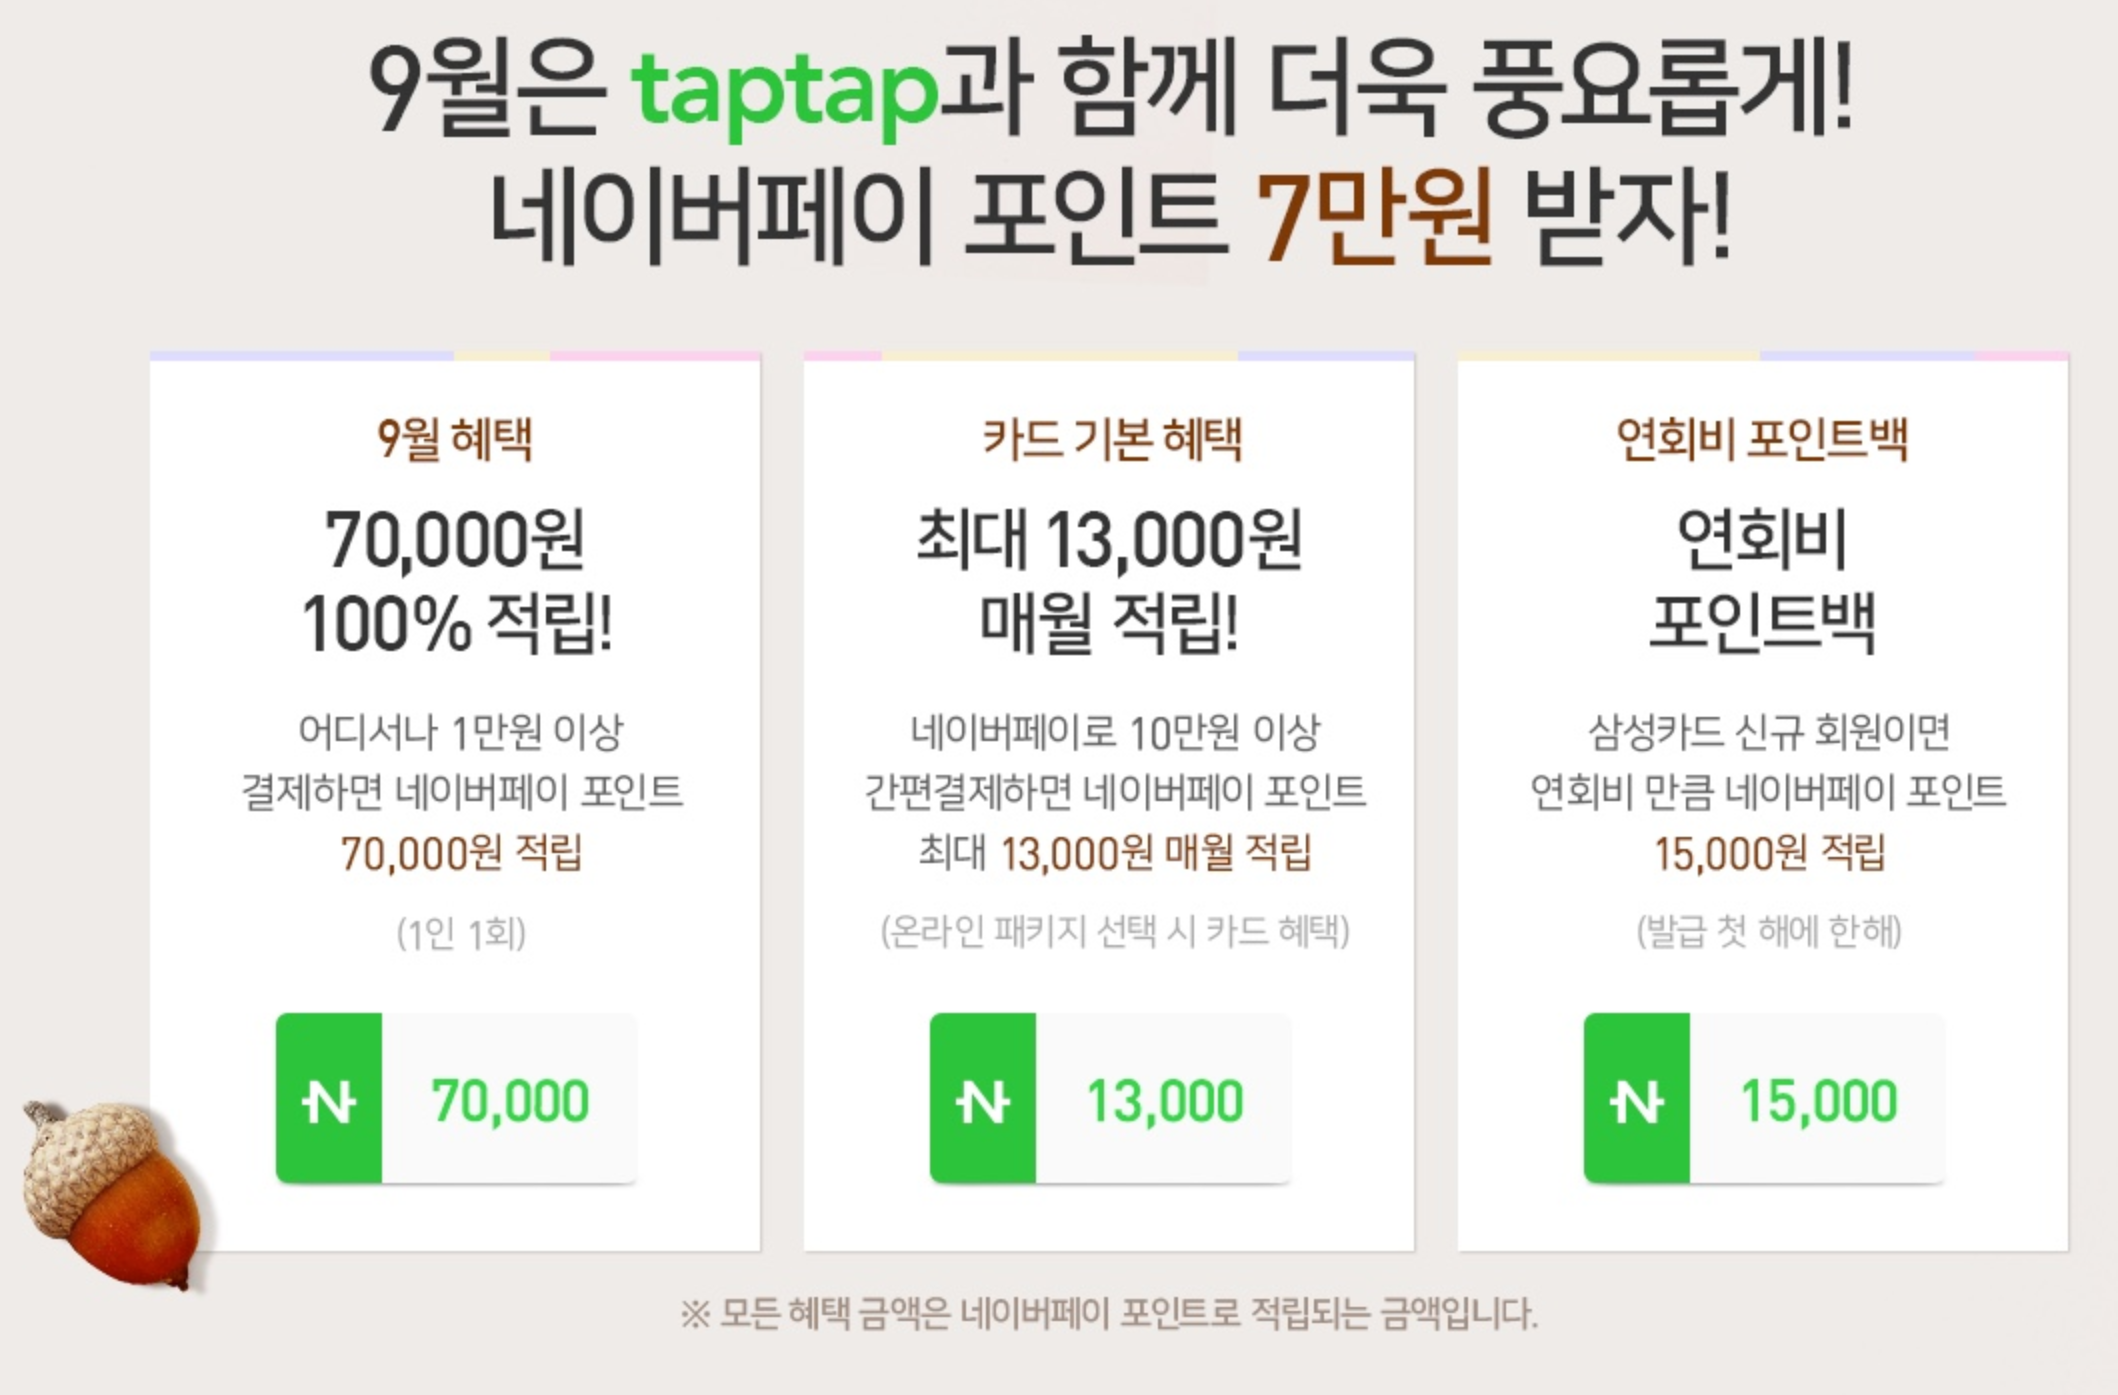 9월은 taptap과 함께 더욱 풍요롭게!
네이버페이 포인트 7만원 받자!
9월 혜택
70,000원
100% 적립!
어디서나 1만원 이상
결제하면 네이버페이 포인트
70,000원 적립
(1인 1회)
N 70,000
카드 기본 혜택
최대 13,000원
매월 적립!
네이버페이로 10만원 이상
간편결제하면 네이버페이 포인트
최대 13,000원 매월 적립
(온라인 패키지 선택 시 카드 혜택)
N 13,000
연회비 포인트백
연회비
포인트백
삼성카드 신규 회원이면
연회비 만큼 네이버페이 포인트
15,000원 적립
(발급 첫 해에 한해)
N 15,000
※ 모든 혜택 금액은 네이버페이 포인트로 적립되는 금액입니다.